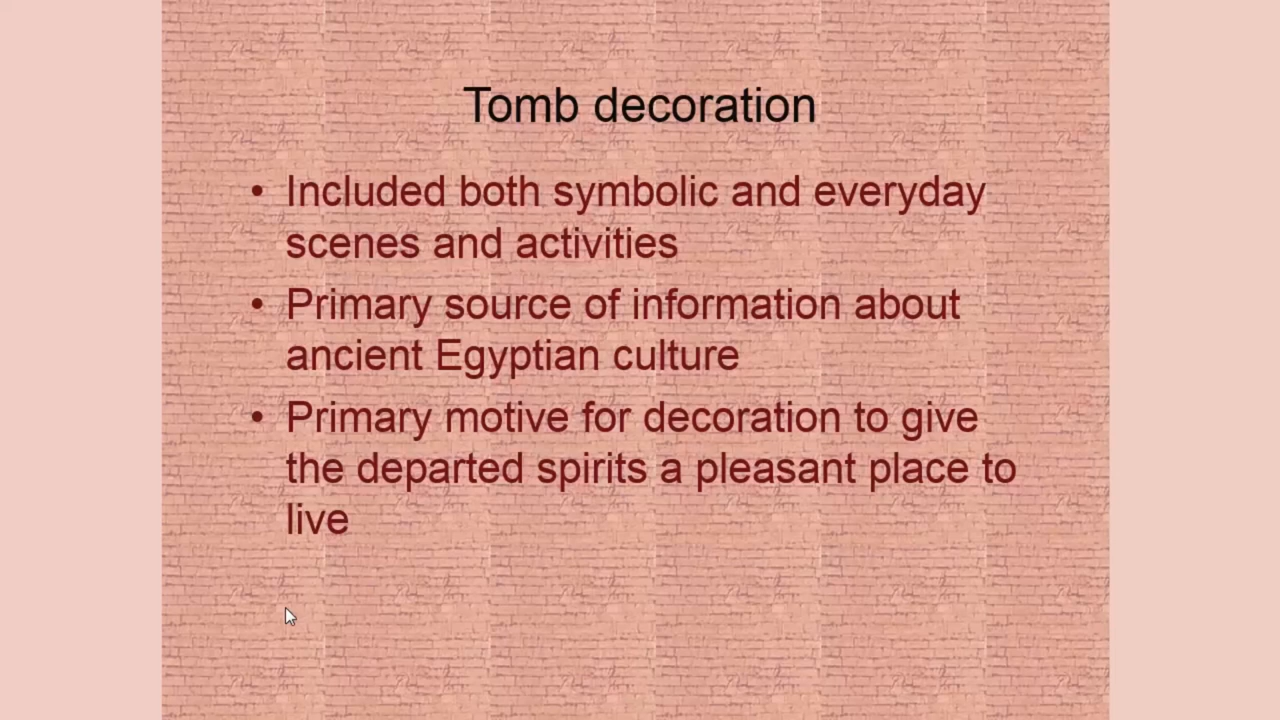 Tomb decoration
• Included both symbolic and everyday
scenes and activities
• Primary source of information about
ancient Egyptian culture
• Primary motive for decoration to give
the departed spirits a pleasant place to
live